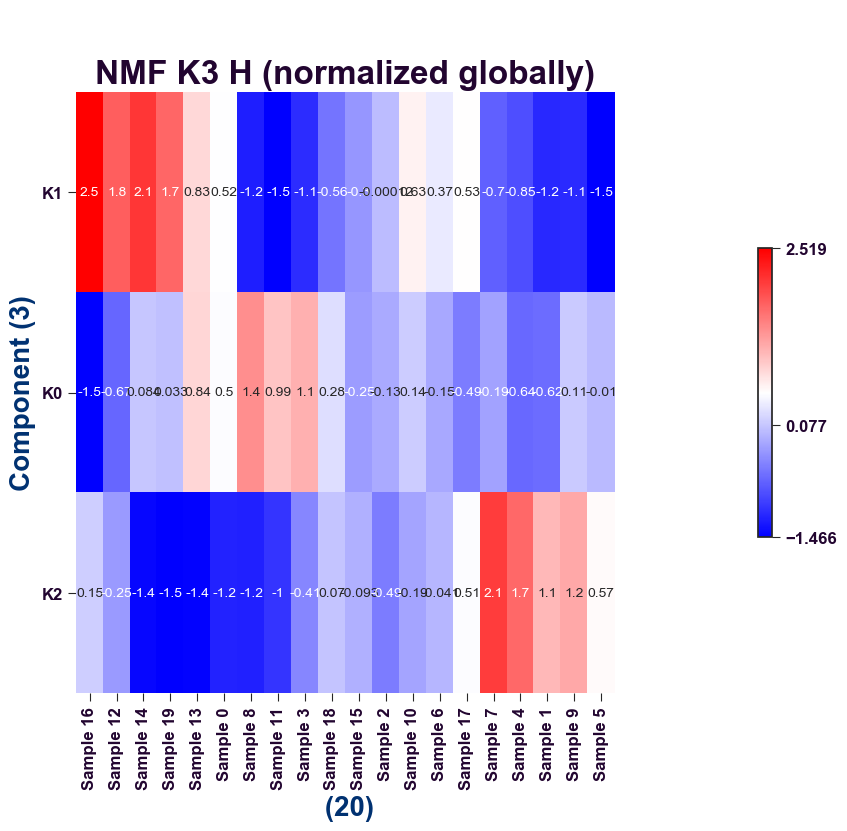 NMF K3 H (normalized globally)
K1
2.5 1.8 2.1 1.7 0.83 0.52 -1.2 -1.5 -1.1 -0.56 0.37 0.53 -0.7 -0.85 -1.2 -1.1 -1.5
2.519
Component (3)
K0
-1.5 -0.67 0.084 0.033 0.84 0.5 1.4 0.99 1.1 0.28 -0.25 -0.13 0.14 -0.15 -0.49 -0.19 -0.64 -0.62 0.11 -0.01
0.077
−1.466
K2
0.15 -0.25 -1.4 -1.5 -1.4 -1.2 -1.2 -1 -0.41 0.07 -0.49 -0.19 0.51 2.1 1.7 1.1 1.2 0.57
Sample 16
Sample 12
Sample 14
Sample 19
Sample 13
Sample 0
Sample 8
Sample 11
Sample 3
Sample 18
Sample 15
Sample 2
Sample 10
Sample 6
Sample 17
Sample 7
Sample 4
Sample 1
Sample 9
Sample 5
(20)